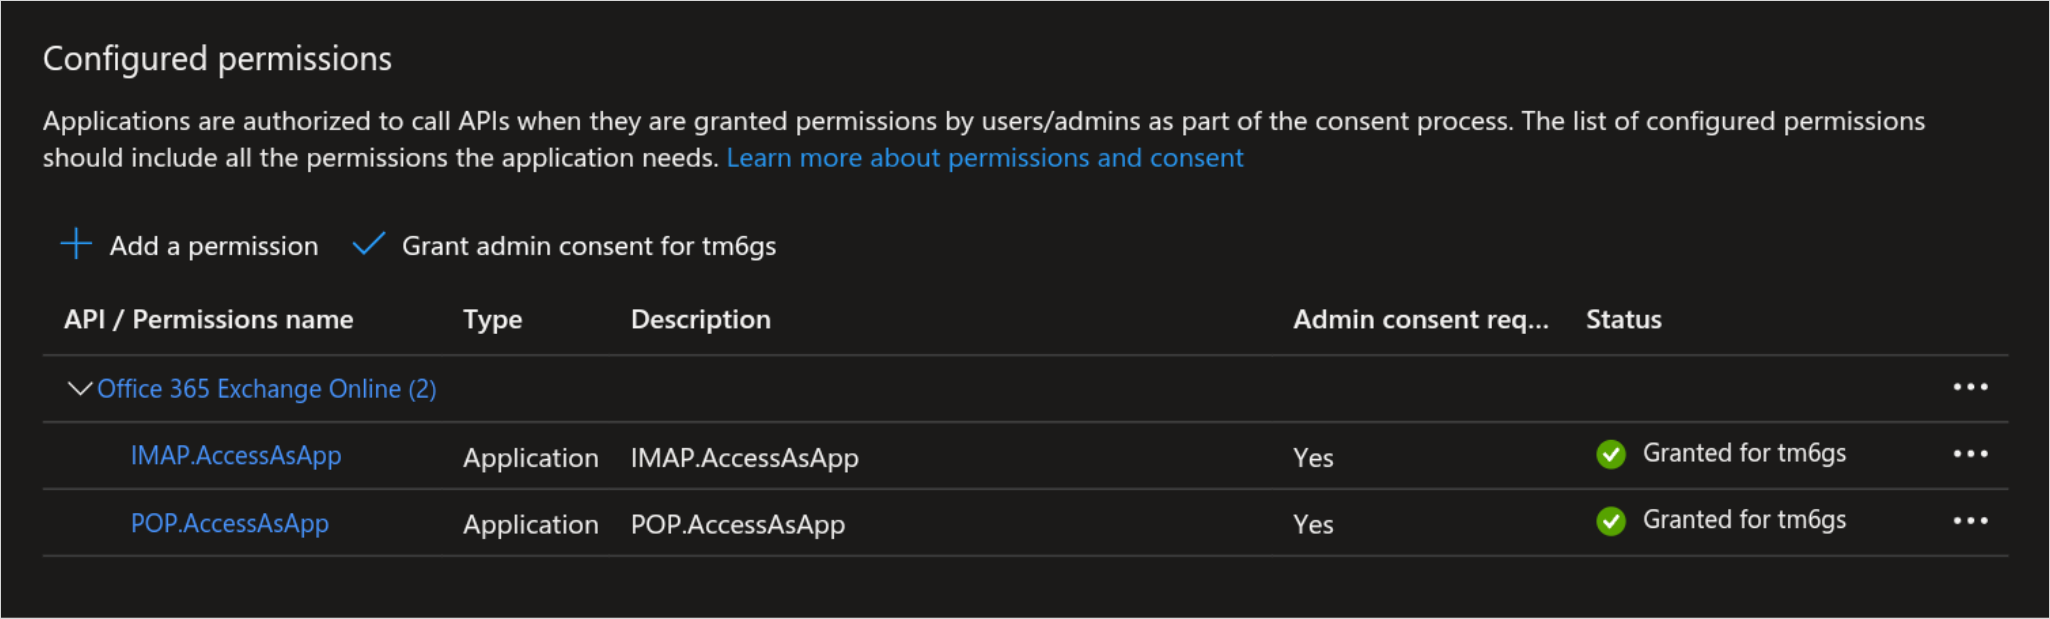 Configured permissions
Applications are authorized to call APIs when they are granted permissions by users/admins as part of the consent process. The list of configured permissions
should include all the permissions the application needs. Learn more about permissions and consent
Add a permission Grant admin consent for tm6gs
API / Permissions name Type Description Admin consent req... Status
Office 365 Exchange Online (2)
IMAP.AccessAsApp Application IMAP.AccessAsApp Yes Granted for tm6gs
POP.AccessAsApp Application POP.AccessAsApp Yes Granted for tm6gs